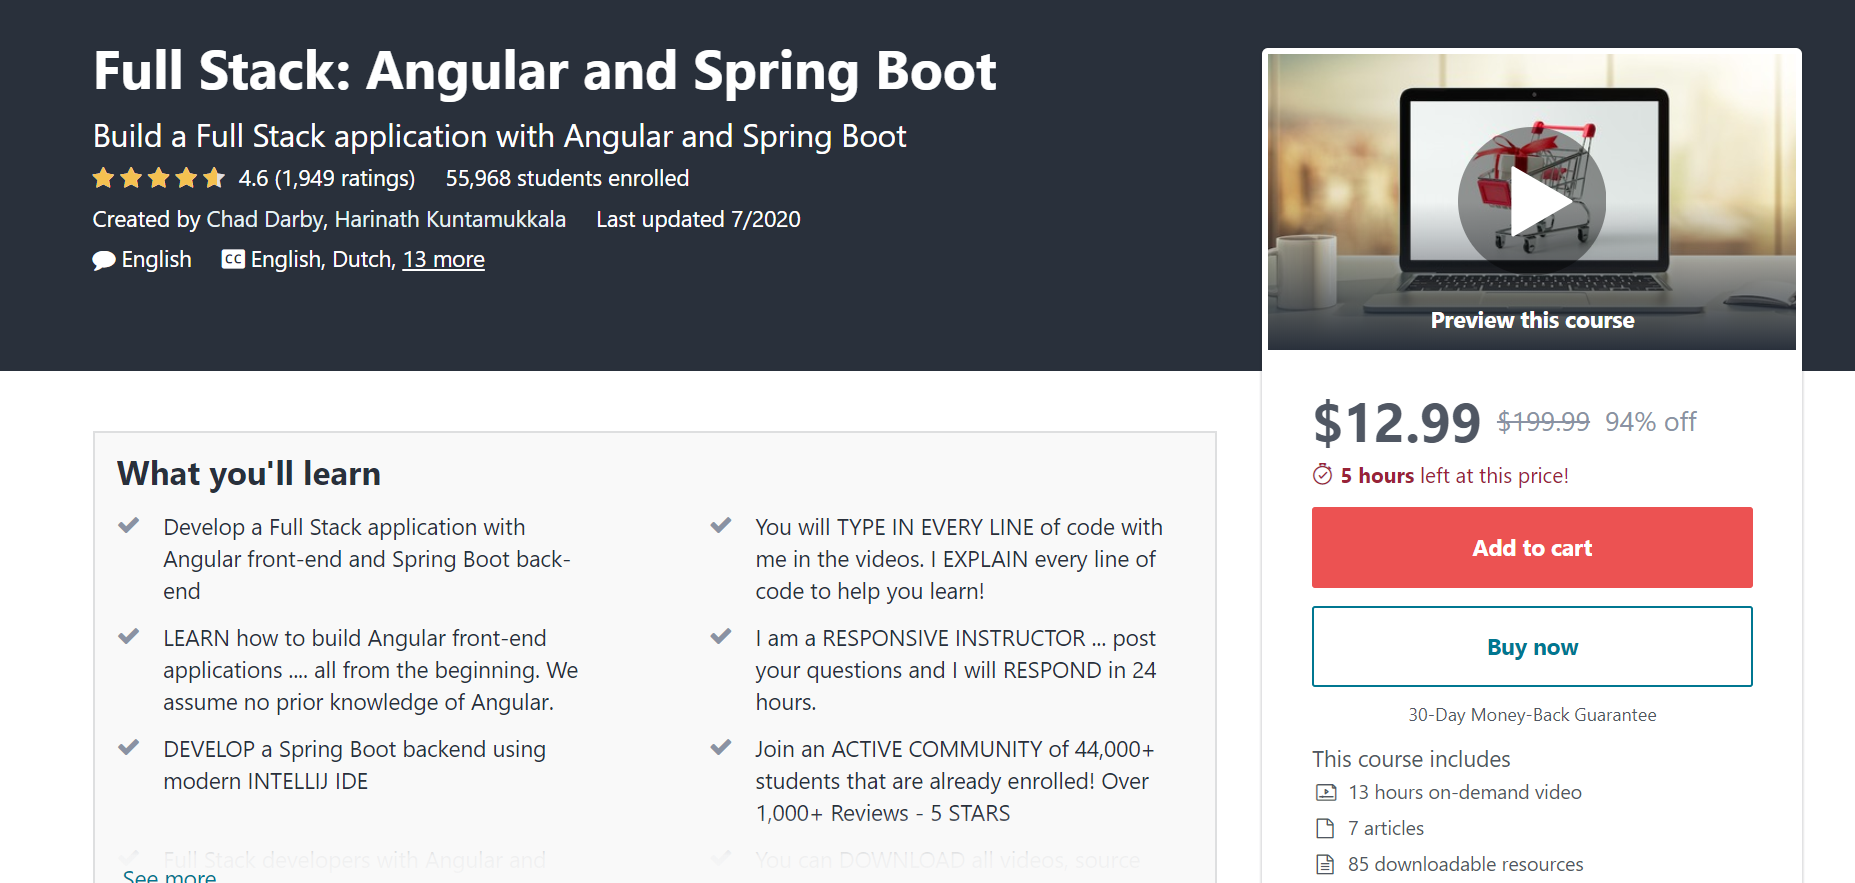 Full Stack: Angular and Spring Boot
Build a Full Stack application with Angular and Spring Boot
4.6 (1,949 ratings) 55,968 students enrolled
Created by Chad Darby, Harinath Kuntamukkala Last updated 7/2020
English CC English, Dutch, 13 more
Preview this course
$12.99 $199.99 94% off
5 hours left at this price!
Add to cart
Buy now
30-Day Money-Back Guarantee
This course includes
13 hours on-demand video
7 articles
85 downloadable resources
What you'll learn
Develop a Full Stack application with
Angular front-end and Spring Boot back-
end
LEARN how to build Angular front-end
applications .... all from the beginning. We
assume no prior knowledge of Angular.
DEVELOP a Spring Boot backend using
modern INTELLIJ IDE
Full Stack developers with Angular and
You will TYPE IN EVERY LINE of code with
me in the videos. I EXPLAIN every line of
code to help you learn!
I am a RESPONSIVE INSTRUCTOR ... post
your questions and I will RESPOND in 24
hours.
Join an ACTIVE COMMUNITY of 44,000+
students that are already enrolled! Over
1,000+ Reviews - 5 STARS
You can DOWNLOAD all videos, source
See more